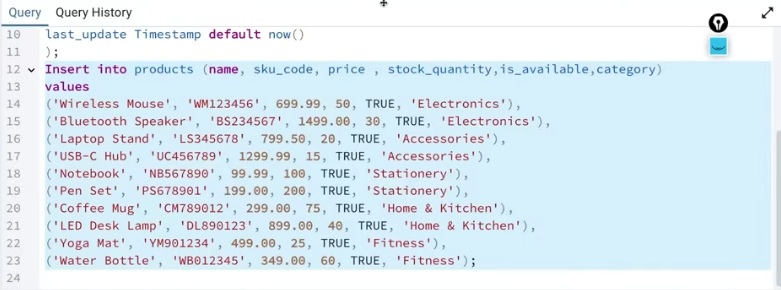 Query Query History
10 last_update Timestamp default now()
11 );
12 Insert into products (name, sku_code, price , stock_quantity,is_available,category)
13 values
14 ('Wireless Mouse', 'WM123456', 699.99, 50, TRUE, 'Electronics'),
15 ('Bluetooth Speaker', 'BS234567', 1499.00, 30, TRUE, 'Electronics'),
16 ('Laptop Stand', 'LS345678', 799.50, 20, TRUE, 'Accessories'),
17 ('USB-C Hub', 'UC456789', 1299.99, 15, TRUE, 'Accessories'),
18 ('Notebook', 'NB567890', 99.99, 100, TRUE, 'Stationery'),
19 ('Pen Set', 'PS678901', 199.00, 200, TRUE, 'Stationery'),
20 ('Coffee Mug', 'CM789012', 299.00, 75, TRUE, 'Home & Kitchen'),
21 ('LED Desk Lamp', 'DL890123', 899.00, 40, TRUE, 'Home & Kitchen'),
22 ('Yoga Mat', 'YM901234', 499.00, 25, TRUE, 'Fitness'),
23 ('Water Bottle', 'WB012345', 349.00, 60, TRUE, 'Fitness');
24